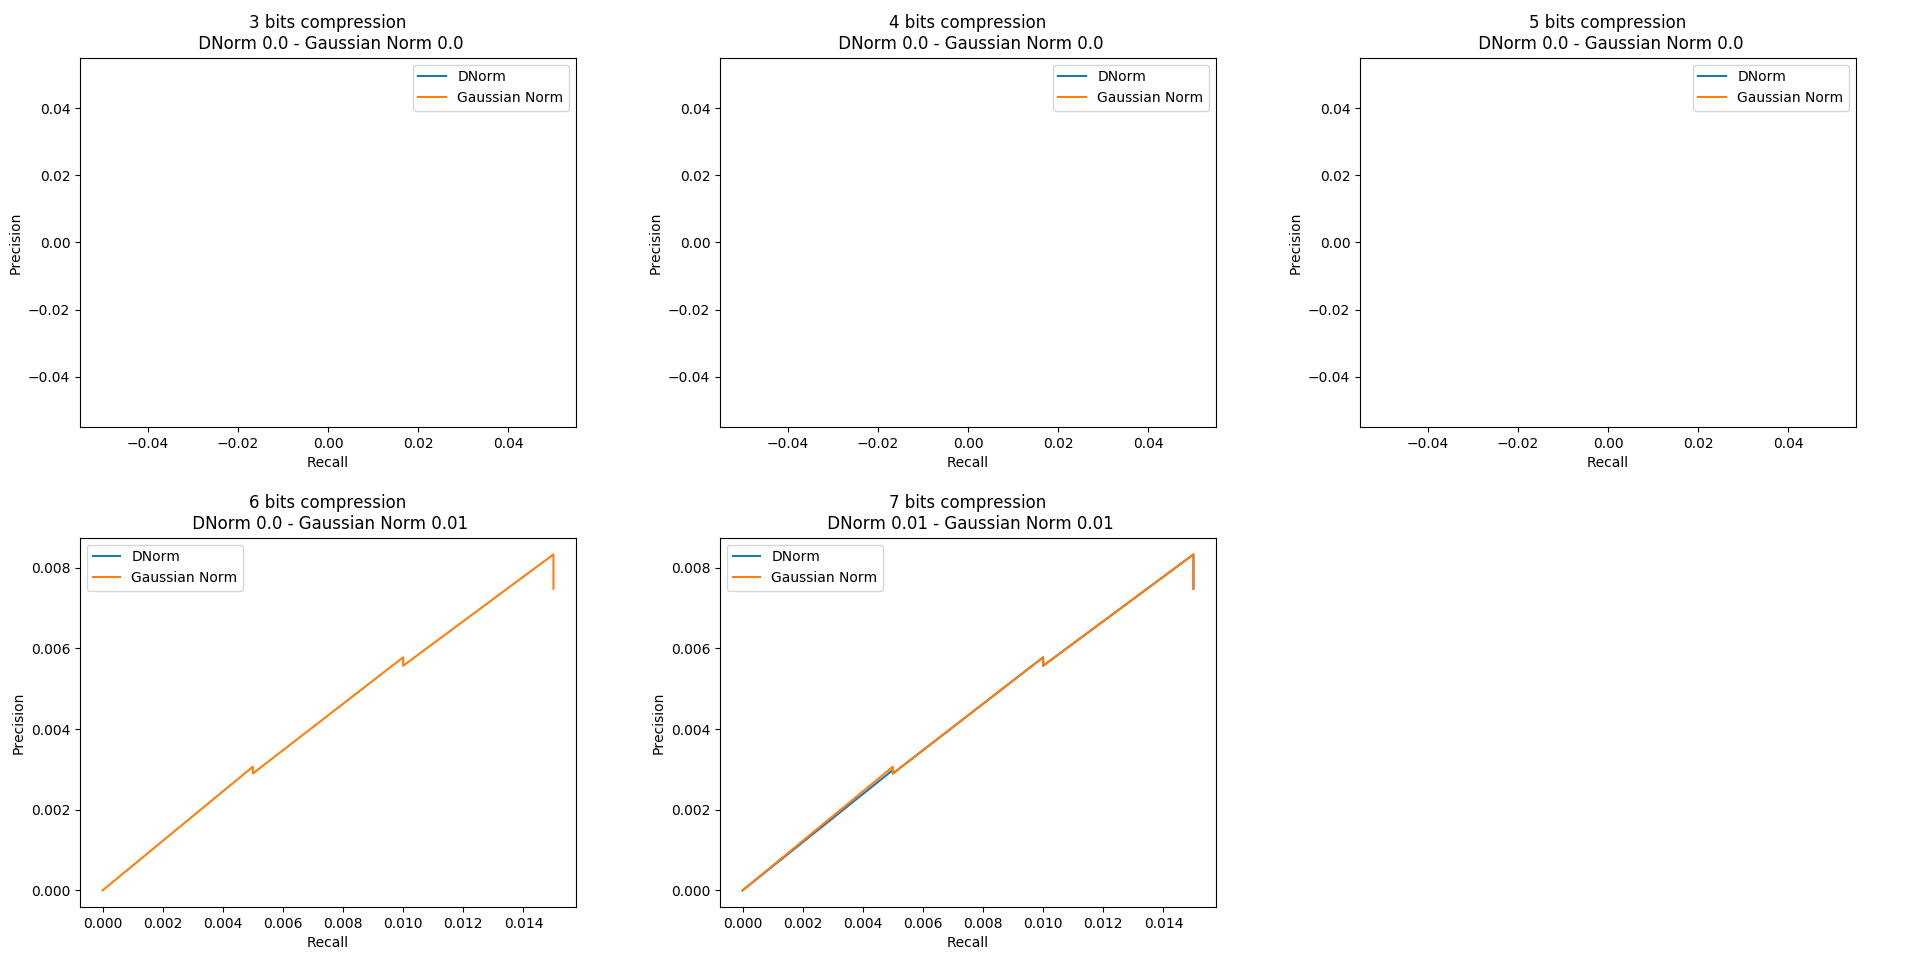 3 bits compression
DNorm 0.0 - Gaussian Norm 0.0
DNorm
Gaussian Norm
0.04
0.02
0.00
−0.02
−0.04
Precision
−0.04
−0.02
0.00
0.02
0.04
Recall
4 bits compression
DNorm 0.0 - Gaussian Norm 0.0
DNorm
Gaussian Norm
0.04
0.02
0.00
−0.02
−0.04
Precision
−0.04
−0.02
0.00
0.02
0.04
Recall
5 bits compression
DNorm 0.0 - Gaussian Norm 0.0
DNorm
Gaussian Norm
0.04
0.02
0.00
−0.02
−0.04
Precision
−0.04
−0.02
0.00
0.02
0.04
Recall
6 bits compression
DNorm 0.0 - Gaussian Norm 0.01
DNorm
Gaussian Norm
0.008
0.006
0.004
0.002
0.000
Precision
0.000
0.002
0.004
0.006
0.008
0.010
0.012
0.014
Recall
7 bits compression
DNorm 0.01 - Gaussian Norm 0.01
DNorm
Gaussian Norm
0.008
0.006
0.004
0.002
0.000
Precision
0.000
0.002
0.004
0.006
0.008
0.010
0.012
0.014
Recall